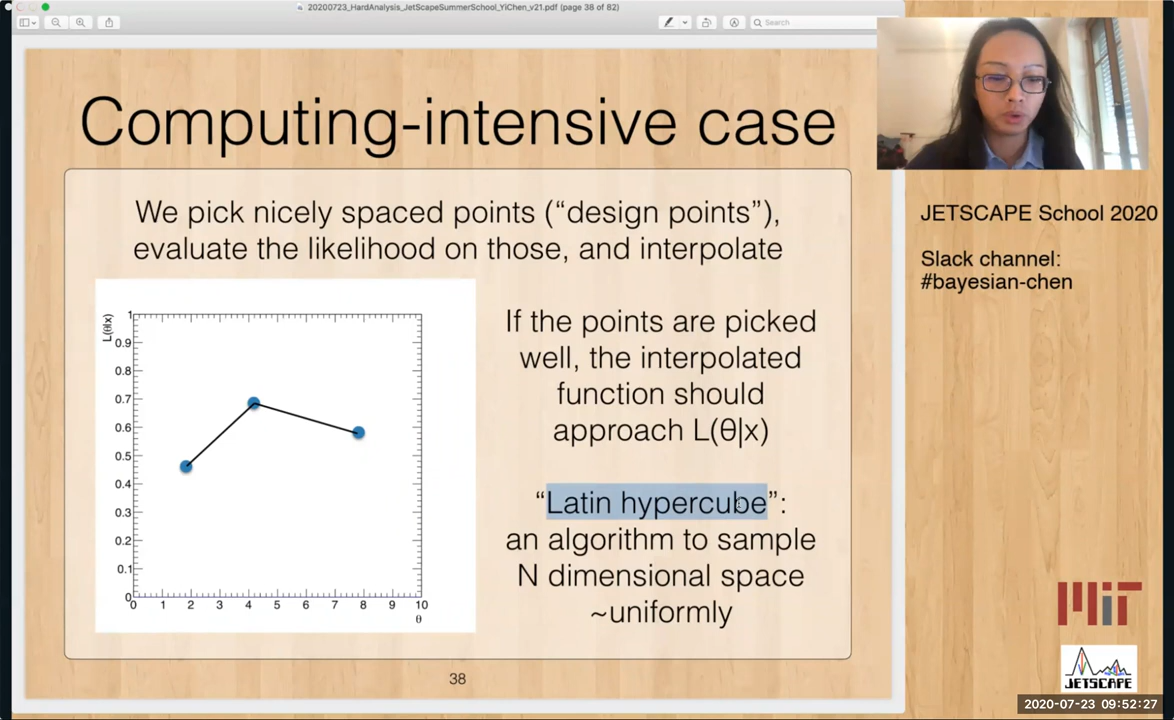 20200723_HardAnalysis_JetScapeSummerSchool_YiChen_v21.pdf (page 38 of 82)
Search
Computing-intensive case
We pick nicely spaced points (“design points”),
evaluate the likelihood on those, and interpolate
L(θ|x)
1
0.9
0.8
0.7
0.6
0.5
0.4
0.3
0.2
0.1
0
0 1 2 3 4 5 6 7 8 9 10
θ
If the points are picked
well, the interpolated
function should
approach L(θ|x)
“Latin hypercube”:
an algorithm to sample
N dimensional space
~uniformly
38
JETSCAPE School 2020
Slack channel:
#bayesian-chen
MIT
JETSCAPE
2020-07-23 09:52:27